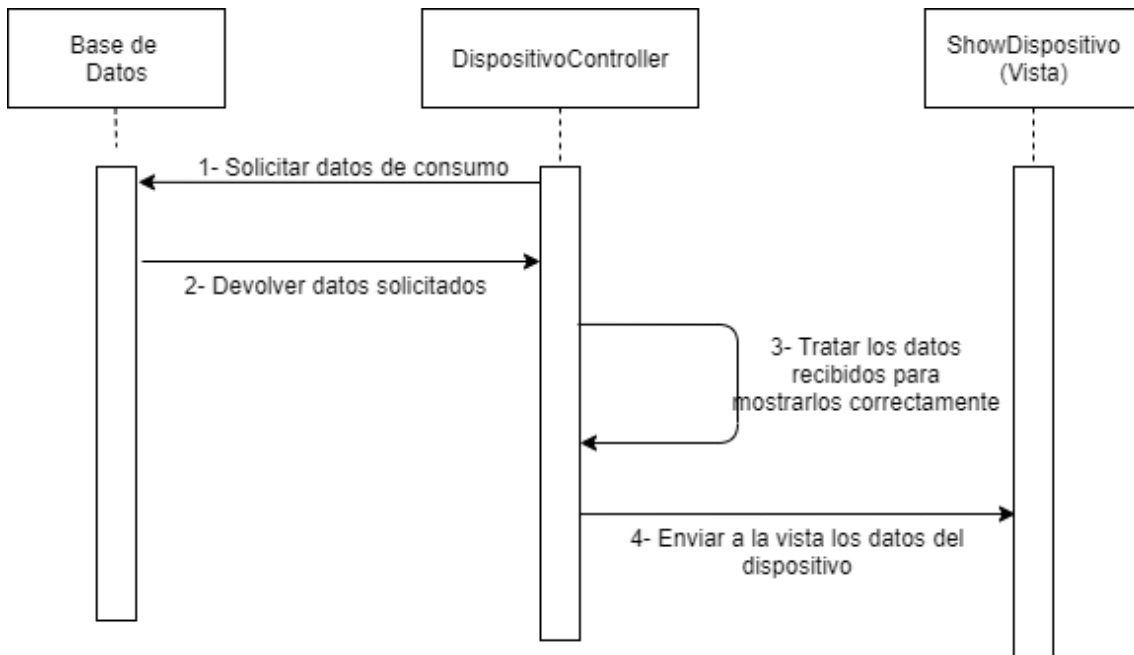 Base de
Datos
DispositivoController
ShowDispositivo
(Vista)
1- Solicitar datos de consumo
2- Devolver datos solicitados
3- Tratar los datos
recibidos para
mostrarlos correctamente
4- Enviar a la vista los datos del
dispositivo